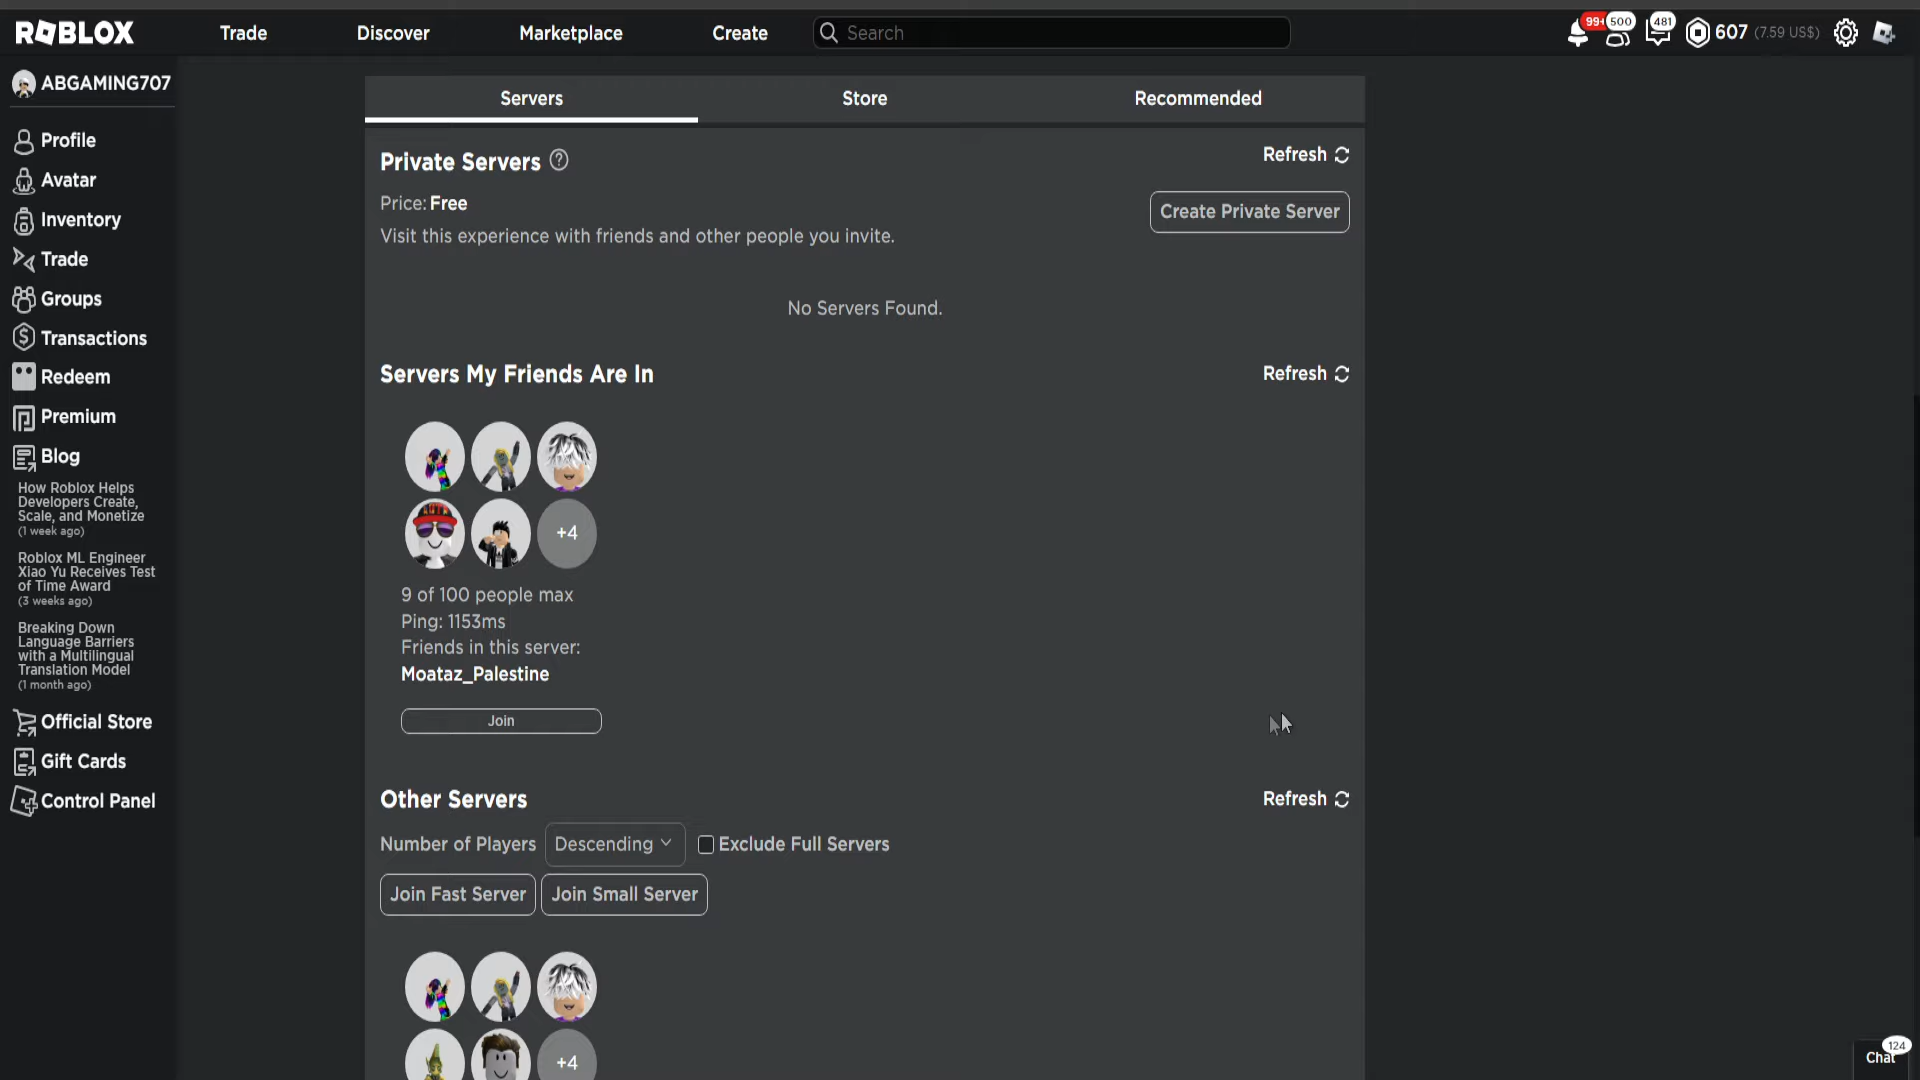 ROBLOX
Trade
Discover
Marketplace
Create
Search
99+
500
481
607 (7.59 US$)
ABGAMING707
Profile
Avatar
Inventory
Trade
Groups
Transactions
Redeem
Premium
Blog
How Roblox Helps
Developers Create,
Scale, and Monetize
(1 week ago)
Roblox ML Engineer
Xiao Yu Receives Test
of Time Award
(3 weeks ago)
Breaking Down
Language Barriers
with a Multilingual
Translation Model
(1 month ago)
Official Store
Gift Cards
Control Panel
Servers
Store
Recommended
Private Servers
Refresh
Price: Free
Create Private Server
Visit this experience with friends and other people you invite.
No Servers Found.
Servers My Friends Are In
Refresh
+4
9 of 100 people max
Ping: 1153ms
Friends in this server:
Moataz_Palestine
Join
Other Servers
Refresh
Number of Players
Descending
Exclude Full Servers
Join Fast Server
Join Small Server
+4
Chat
124